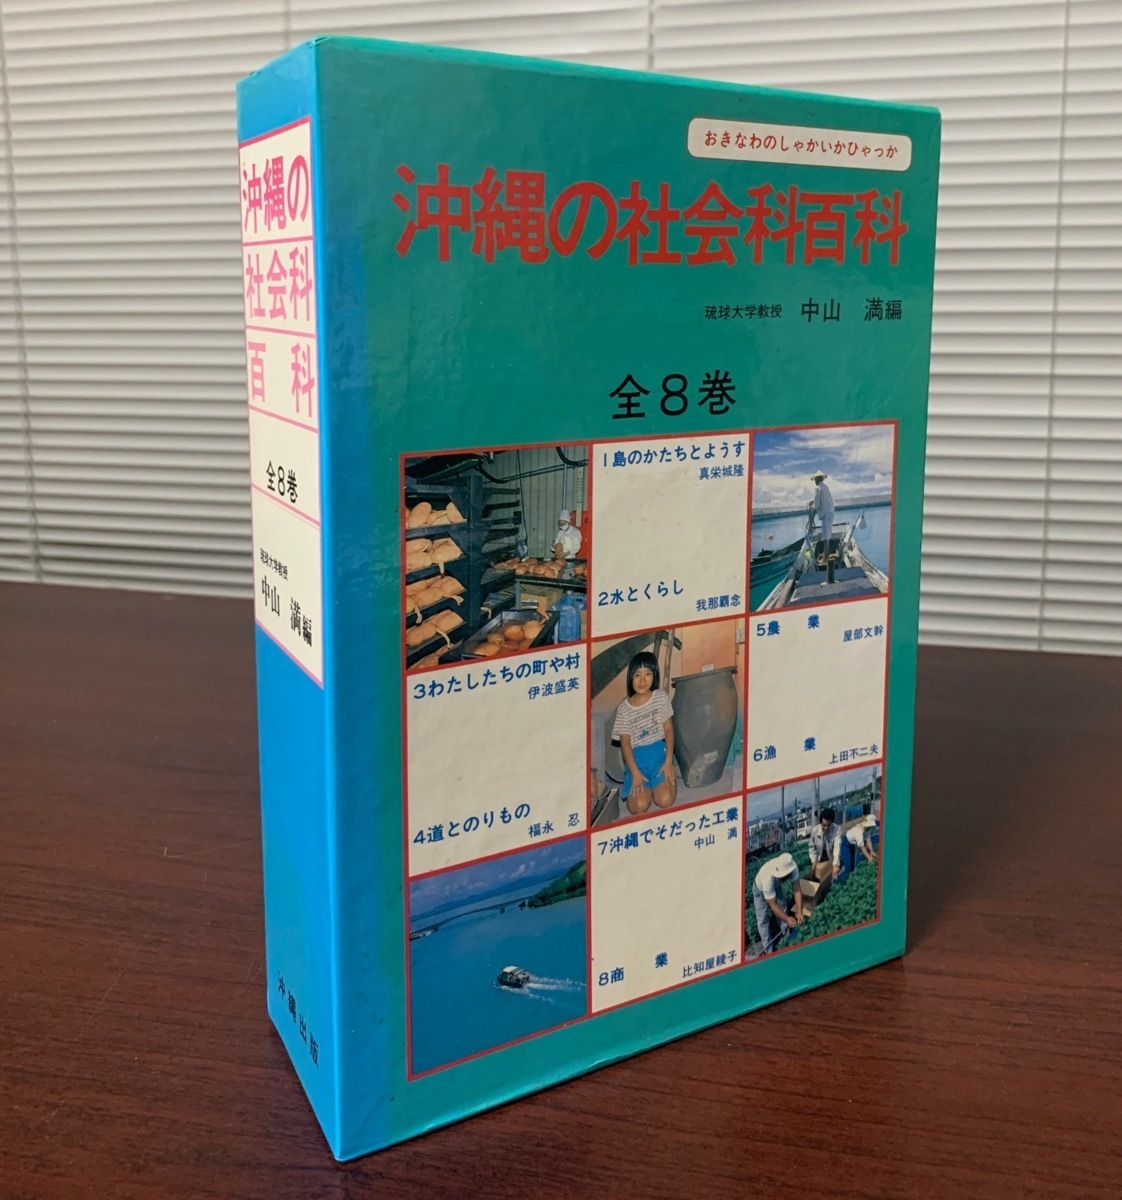 おきなわのしゃかいかひゃっか
沖縄の社会科百科
琉球大学教授 中山 満編
全8巻
1島のかたちとようす
真栄城隆
2水とくらし
我那覇念
3わたしたちの町や村
伊波盛英
4道とのりもの
福永 忍
5農 業
屋部文幹
6漁 業
上田不二夫
7沖縄でそだった工業
中山 満
8商 業
比知屋綾子
沖縄の
社会科
百 科
全8巻
琉球大学教授
中山 満編
沖縄出版